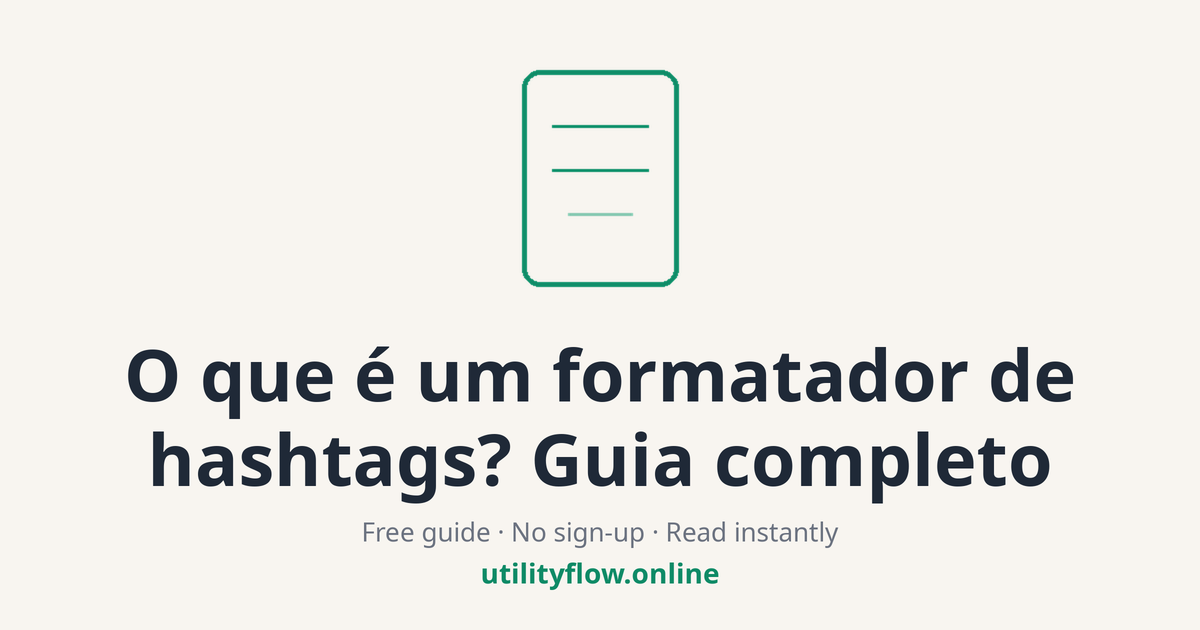 O que é um formatador de
hashtags? Guia completo
Free guide · No sign-up · Read instantly
utilityflow.online